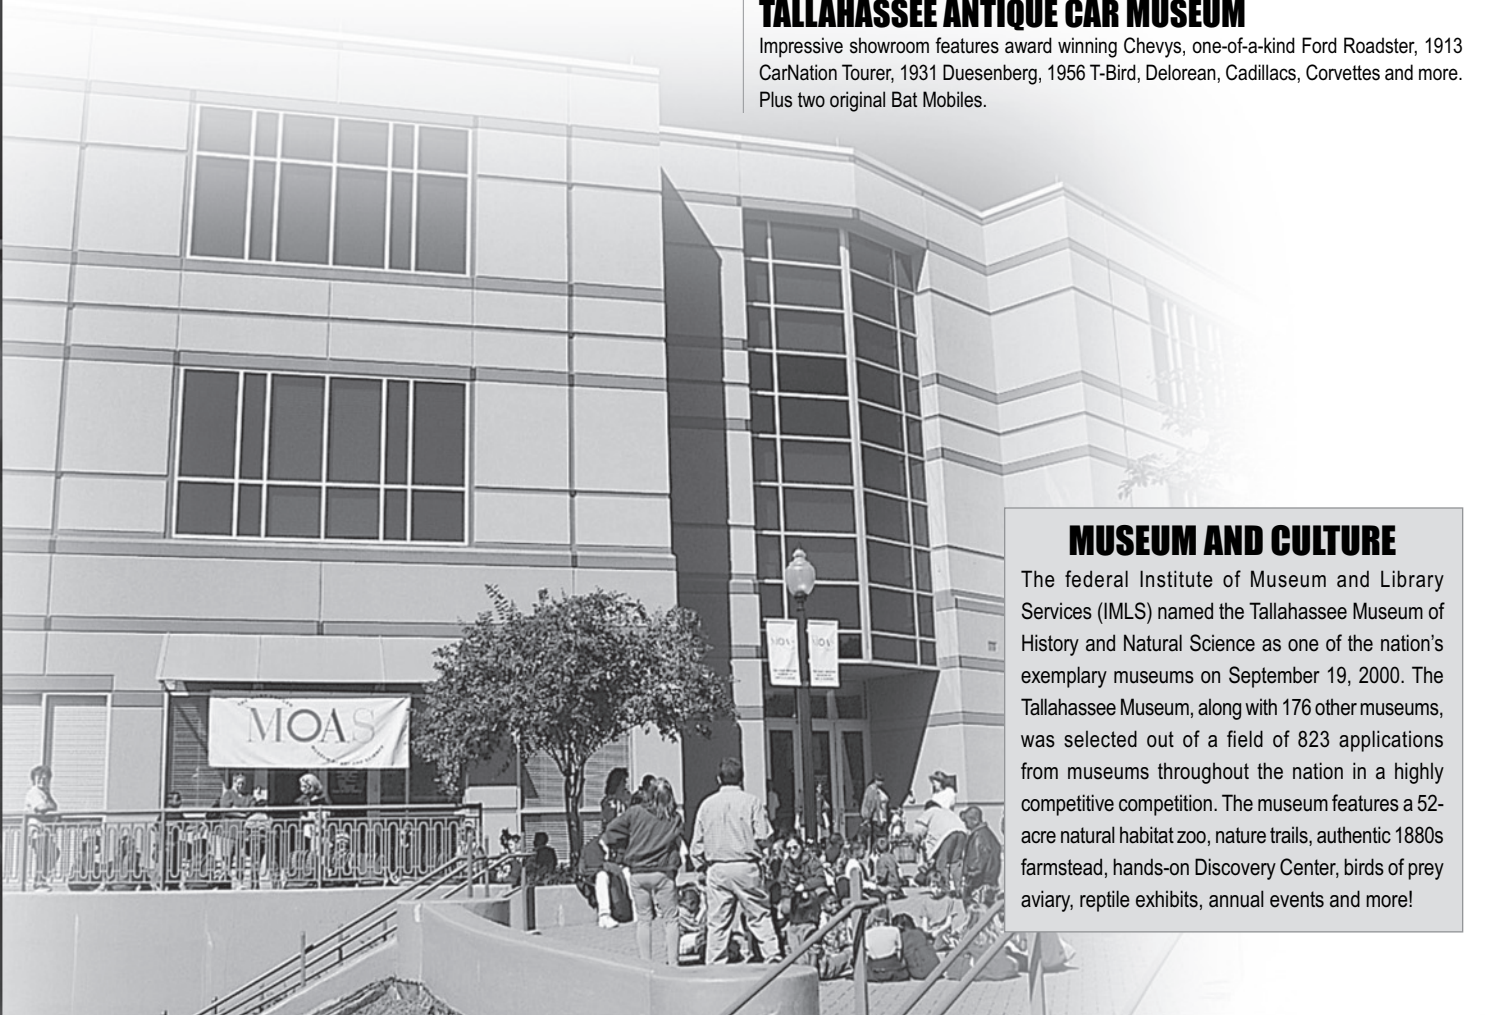 TALLAHASSEE ANTIQUE CAR MUSEUM
Impressive showroom features award winning Chevys, one-of-a-kind Ford Roadster, 1913
CarNation Tourer, 1931 Duesenberg, 1956 T-Bird, Delorean, Cadillacs, Corvettes and more.
Plus two original Bat Mobiles.
MUSEUM AND CULTURE
The federal Institute of Museum and Library
Services (IMLS) named the Tallahassee Museum of
History and Natural Science as one of the nation's
exemplary museums on September 19, 2000. The
Tallahassee Museum, along with 176 other museums,
was selected out of a field of 823 applications
from museums throughout the nation in a highly
competitive competition. The museum features a 52-
acre natural habitat zoo, nature trails, authentic 1880s
farmstead, hands-on Discovery Center, birds of prey
aviary, reptile exhibits, annual events and more!
MOAS